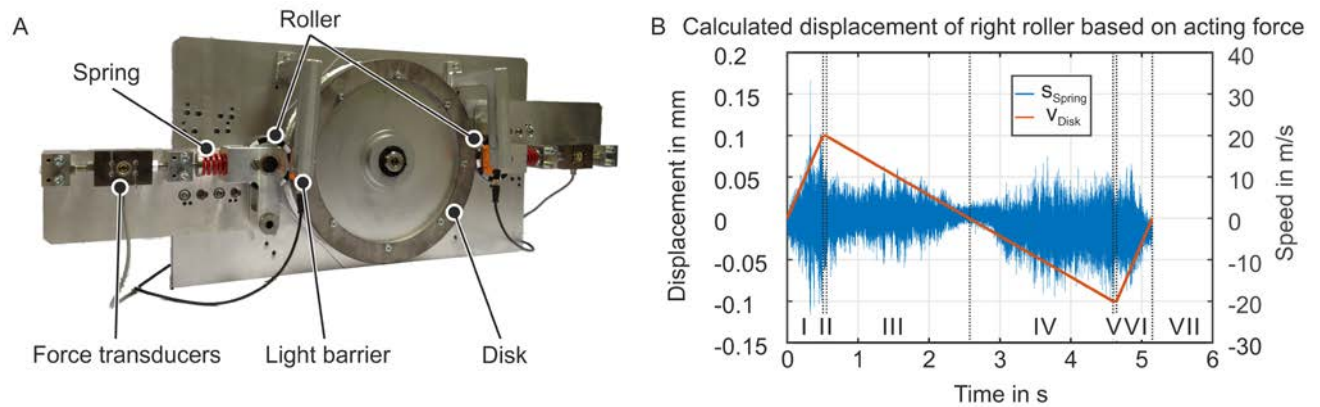 A
Roller
Spring
Force transducers
Light barrier
Disk
B Calculated displacement of right roller based on acting force
Displacement in mm
0.2
0.15
0.1
0.05
0
-0.05
-0.1
-0.15
S_Spring
V_Disk
I II III IV V VI VII
40
30
20
10
0
-10
-20
-30
Speed in m/s
0 1 2 3 4 5 6
Time in s